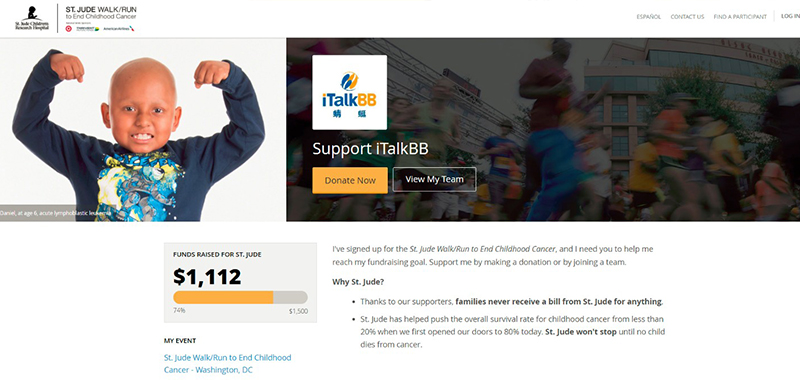 St. Jude Children's
Research Hospital
ST. JUDE WALK/RUN
to End Childhood Cancer
American Airlines
ESPAÑOL
CONTACT US
FIND A PARTICIPANT
LOG IN
iTalkBB
Support iTalkBB
Donate Now
View My Team
Daniel, at age 6, acute lymphoblastic leukemia
FUNDS RAISED FOR ST. JUDE
$1,112
74%
$1,500
MY EVENT
St. Jude Walk/Run to End Childhood
Cancer - Washington, DC
I've signed up for the St. Jude Walk/Run to End Childhood Cancer, and I need you to help me
reach my fundraising goal. Support me by making a donation or by joining a team.
Why St. Jude?
Thanks to our supporters, families never receive a bill from St. Jude for anything.
St. Jude has helped push the overall survival rate for childhood cancer from less than
20% when we first opened our doors to 80% today. St. Jude won't stop until no child
dies from cancer.